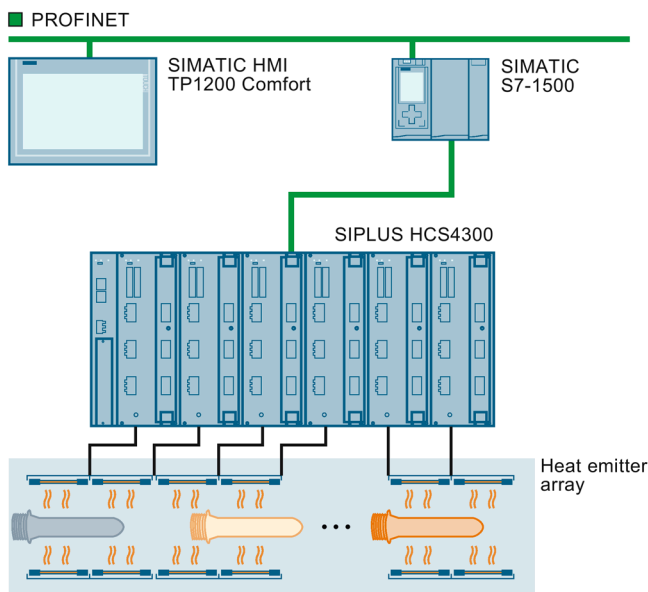 PROFINET
SIMATIC HMI
TP1200 Comfort
SIMATIC
S7-1500
SIPLUS HCS4300
Heat emitter
array